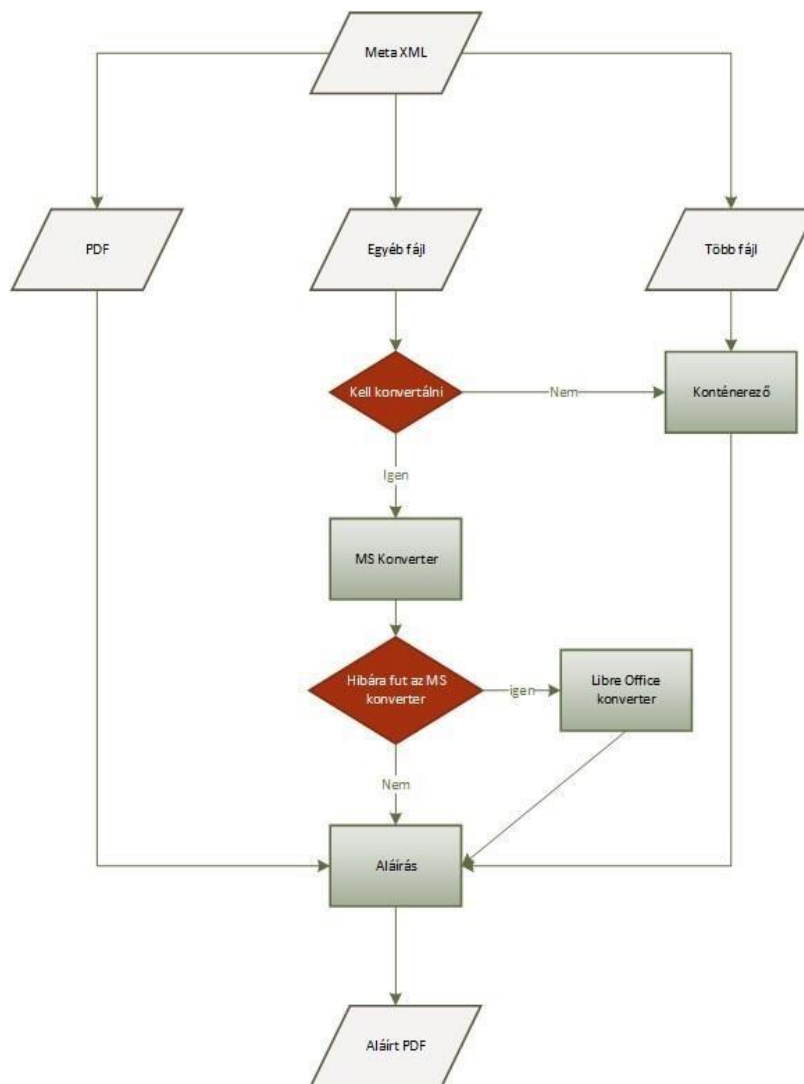 Meta XML
PDF
Egyéb fájl
Több fájl
Kell konvertálni
Nem
Konténerező
Igen
MS Konverter
Hibára fut az MS
konverter
igen
Libre Office
konverter
Nem
Aláírás
Aláírt PDF